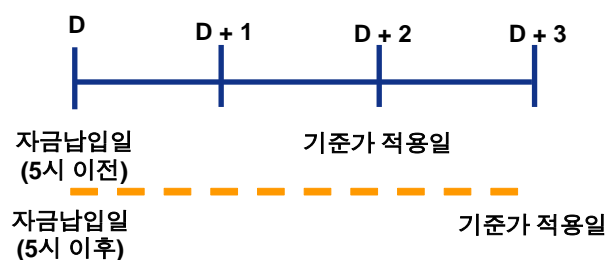 D D + 1 D + 2 D + 3
자금납입일 기준가 적용일
(5시 이전)
자금납입일 기준가 적용일
(5시 이후)